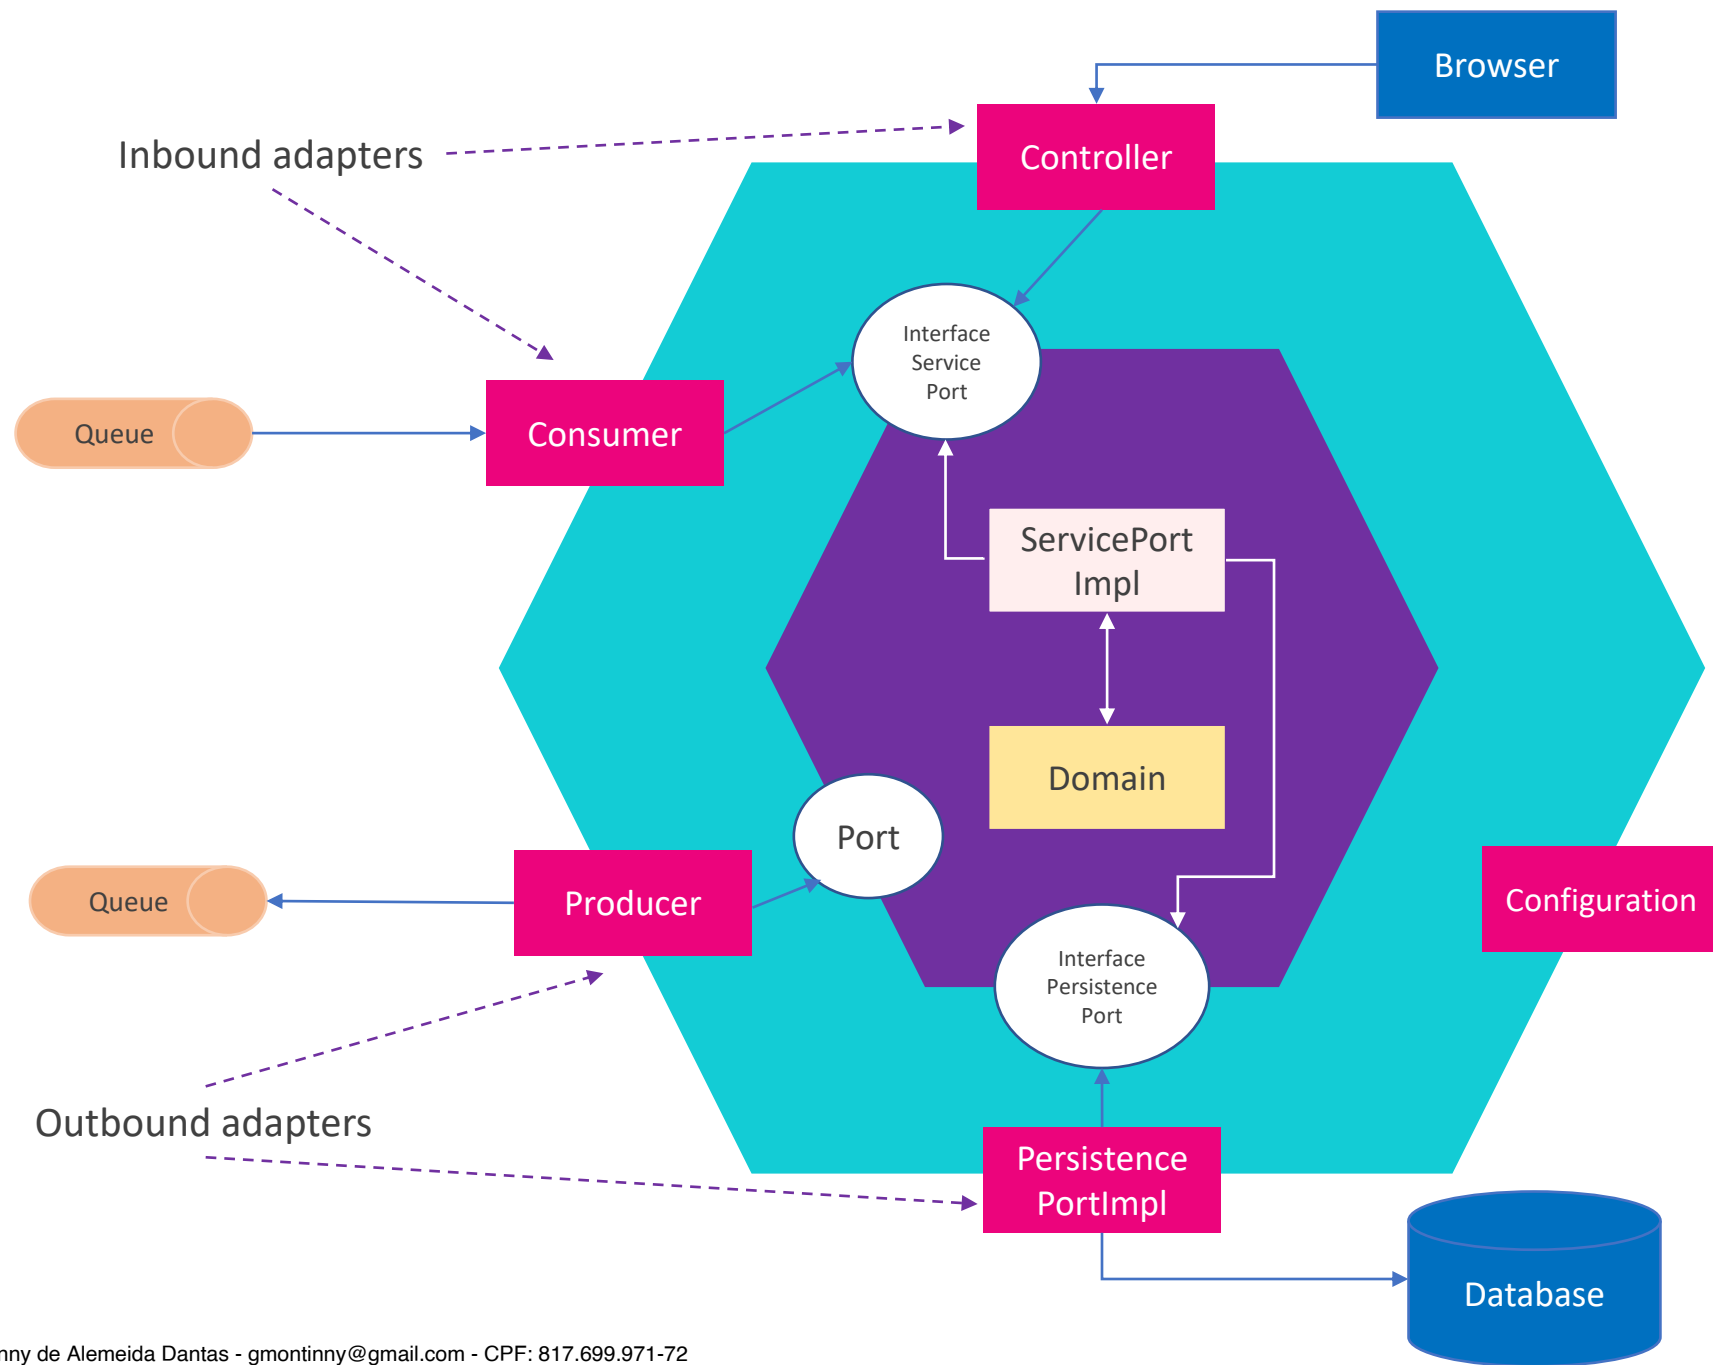 Browser
Controller
Inbound adapters
Interface
Service
Port
Queue
Consumer
ServicePort
Impl
Domain
Port
Queue
Producer
Configuration
Interface
Persistence
Port
Outbound adapters
Persistence
PortImpl
Database
de Alemeida Dantas - gmontinny@gmail.com - CPF: 817.699.971-72